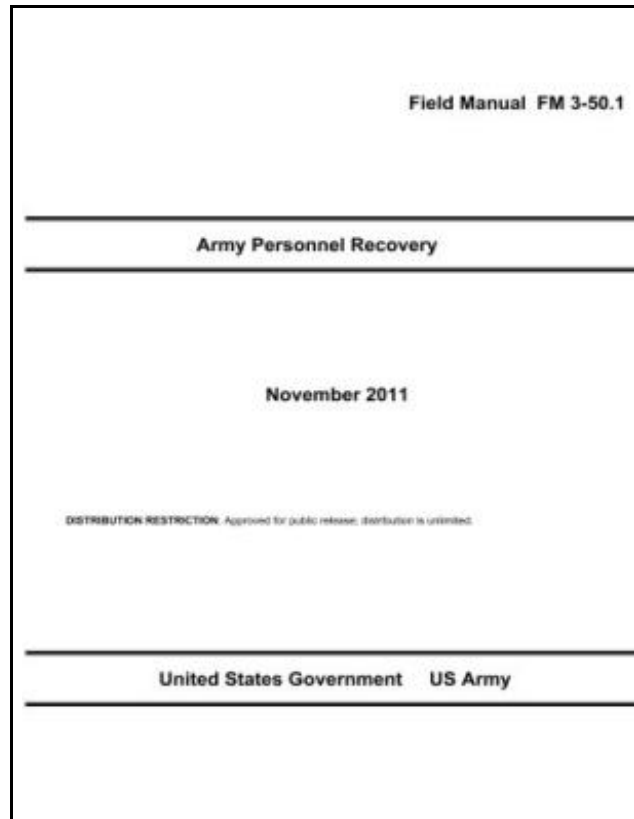 Field Manual FM 3-50.1
Army Personnel Recovery
November 2011
DISTRIBUTION RESTRICTION: Approved for public release; distribution is unlimited.
United States Government US Army